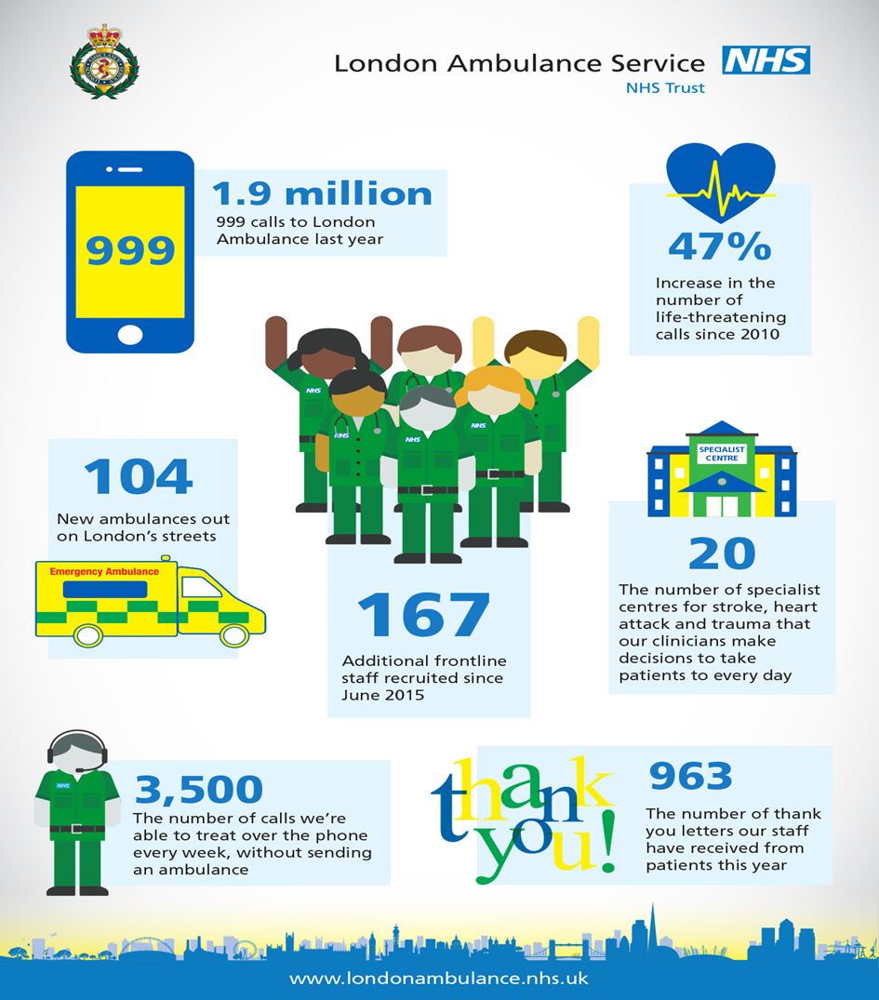 London Ambulance Service NHS
NHS Trust
999
1.9 million
999 calls to London
Ambulance last year
47%
Increase in the
number of
life-threatening
calls since 2010
NHS
NHS
NHS
NHS
104
New ambulances out
on London's streets
Emergency Ambulance
167
Additional frontline
staff recruited since
June 2015
SPECIALIST
CENTRE
20
The number of specialist
centres for stroke, heart
attack and trauma that
our clinicians make
decisions to take
patients to every day
NHS
3,500
The number of calls we're
able to treat over the phone
every week, without sending
an ambulance
thank
you!
963
The number of thank
you letters our staff
have received from
patients this year
www.londonambulance.nhs.uk